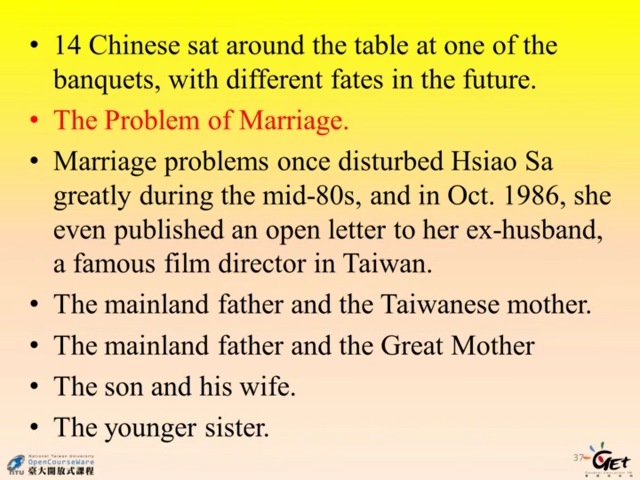 • 14 Chinese sat around the table at one of the
banquets, with different fates in the future.
• The Problem of Marriage.
• Marriage problems once disturbed Hsiao Sa
greatly during the mid-80s, and in Oct. 1986, she
even published an open letter to her ex-husband,
a famous film director in Taiwan.
• The mainland father and the Taiwanese mother.
• The mainland father and the Great Mother
• The son and his wife.
• The younger sister.
National Taiwan University
OpenCourseWare
NTU 臺大開放式課程
37
GET